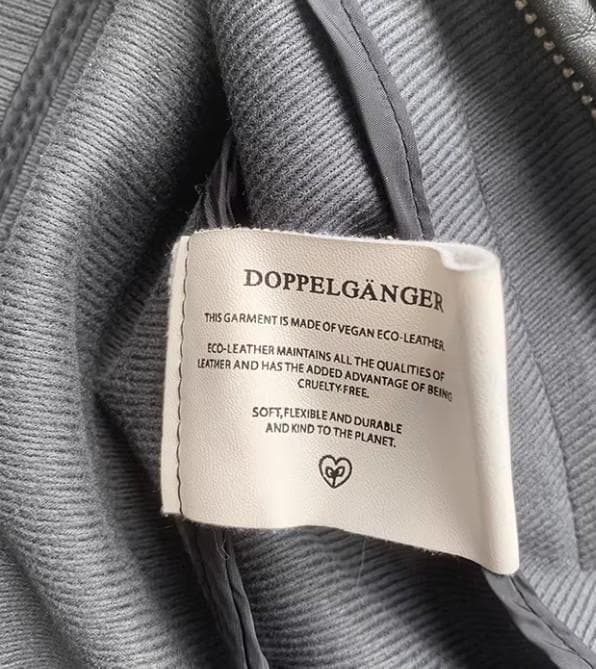 DOPPELGÄNGER
THIS GARMENT IS MADE OF VEGAN ECO-LEATHER
ECO-LEATHER MAINTAINS ALL THE QUALITIES OF
LEATHER AND HAS THE ADDED ADVANTAGE OF BEING
CRUELTY-FREE.
SOFT, FLEXIBLE AND DURABLE
AND KIND TO THE PLANET.